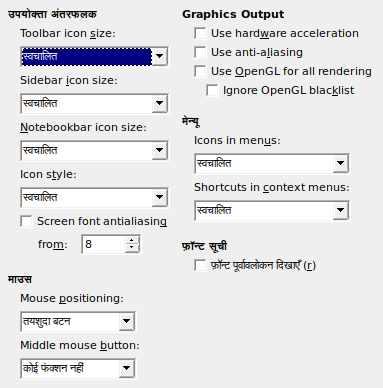 उपयोक्ता अंतरफलक
Toolbar icon size:
स्वचालित
Sidebar icon size:
स्वचालित
Notebookbar icon size:
स्वचालित
Icon style:
स्वचालित
Screen font antialiasing
from: 8
माउस
Mouse positioning:
तयशुदा बटन
Middle mouse button:
कोई फंक्शन नहीं
Graphics Output
Use hardware acceleration
Use anti-aliasing
Use OpenGL for all rendering
Ignore OpenGL blacklist
मेन्यू
Icons in menus:
स्वचालित
Shortcuts in context menus:
स्वचालित
फ़ॉन्ट सूची
फ़ॉन्ट पूर्वावलोकन दिखाएँ (r)